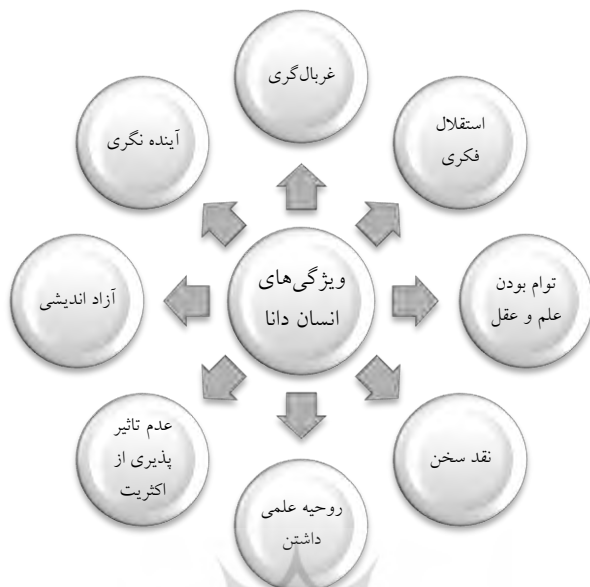 ویژگی‌های
انسان دانا
غربال‌گری
استقلال
فکری
توام بودن
علم و عقل
نقد سخن
روحیه علمی
داشتن
عدم تاثیر
پذیری از
اکثریت
آزاد اندیشی
آینده نگری